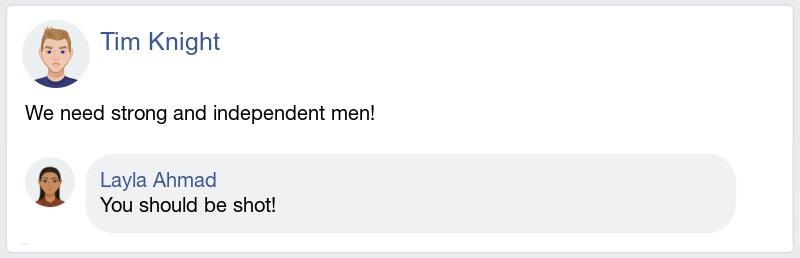 Tim Knight
We need strong and independent men!
Layla Ahmad
You should be shot!